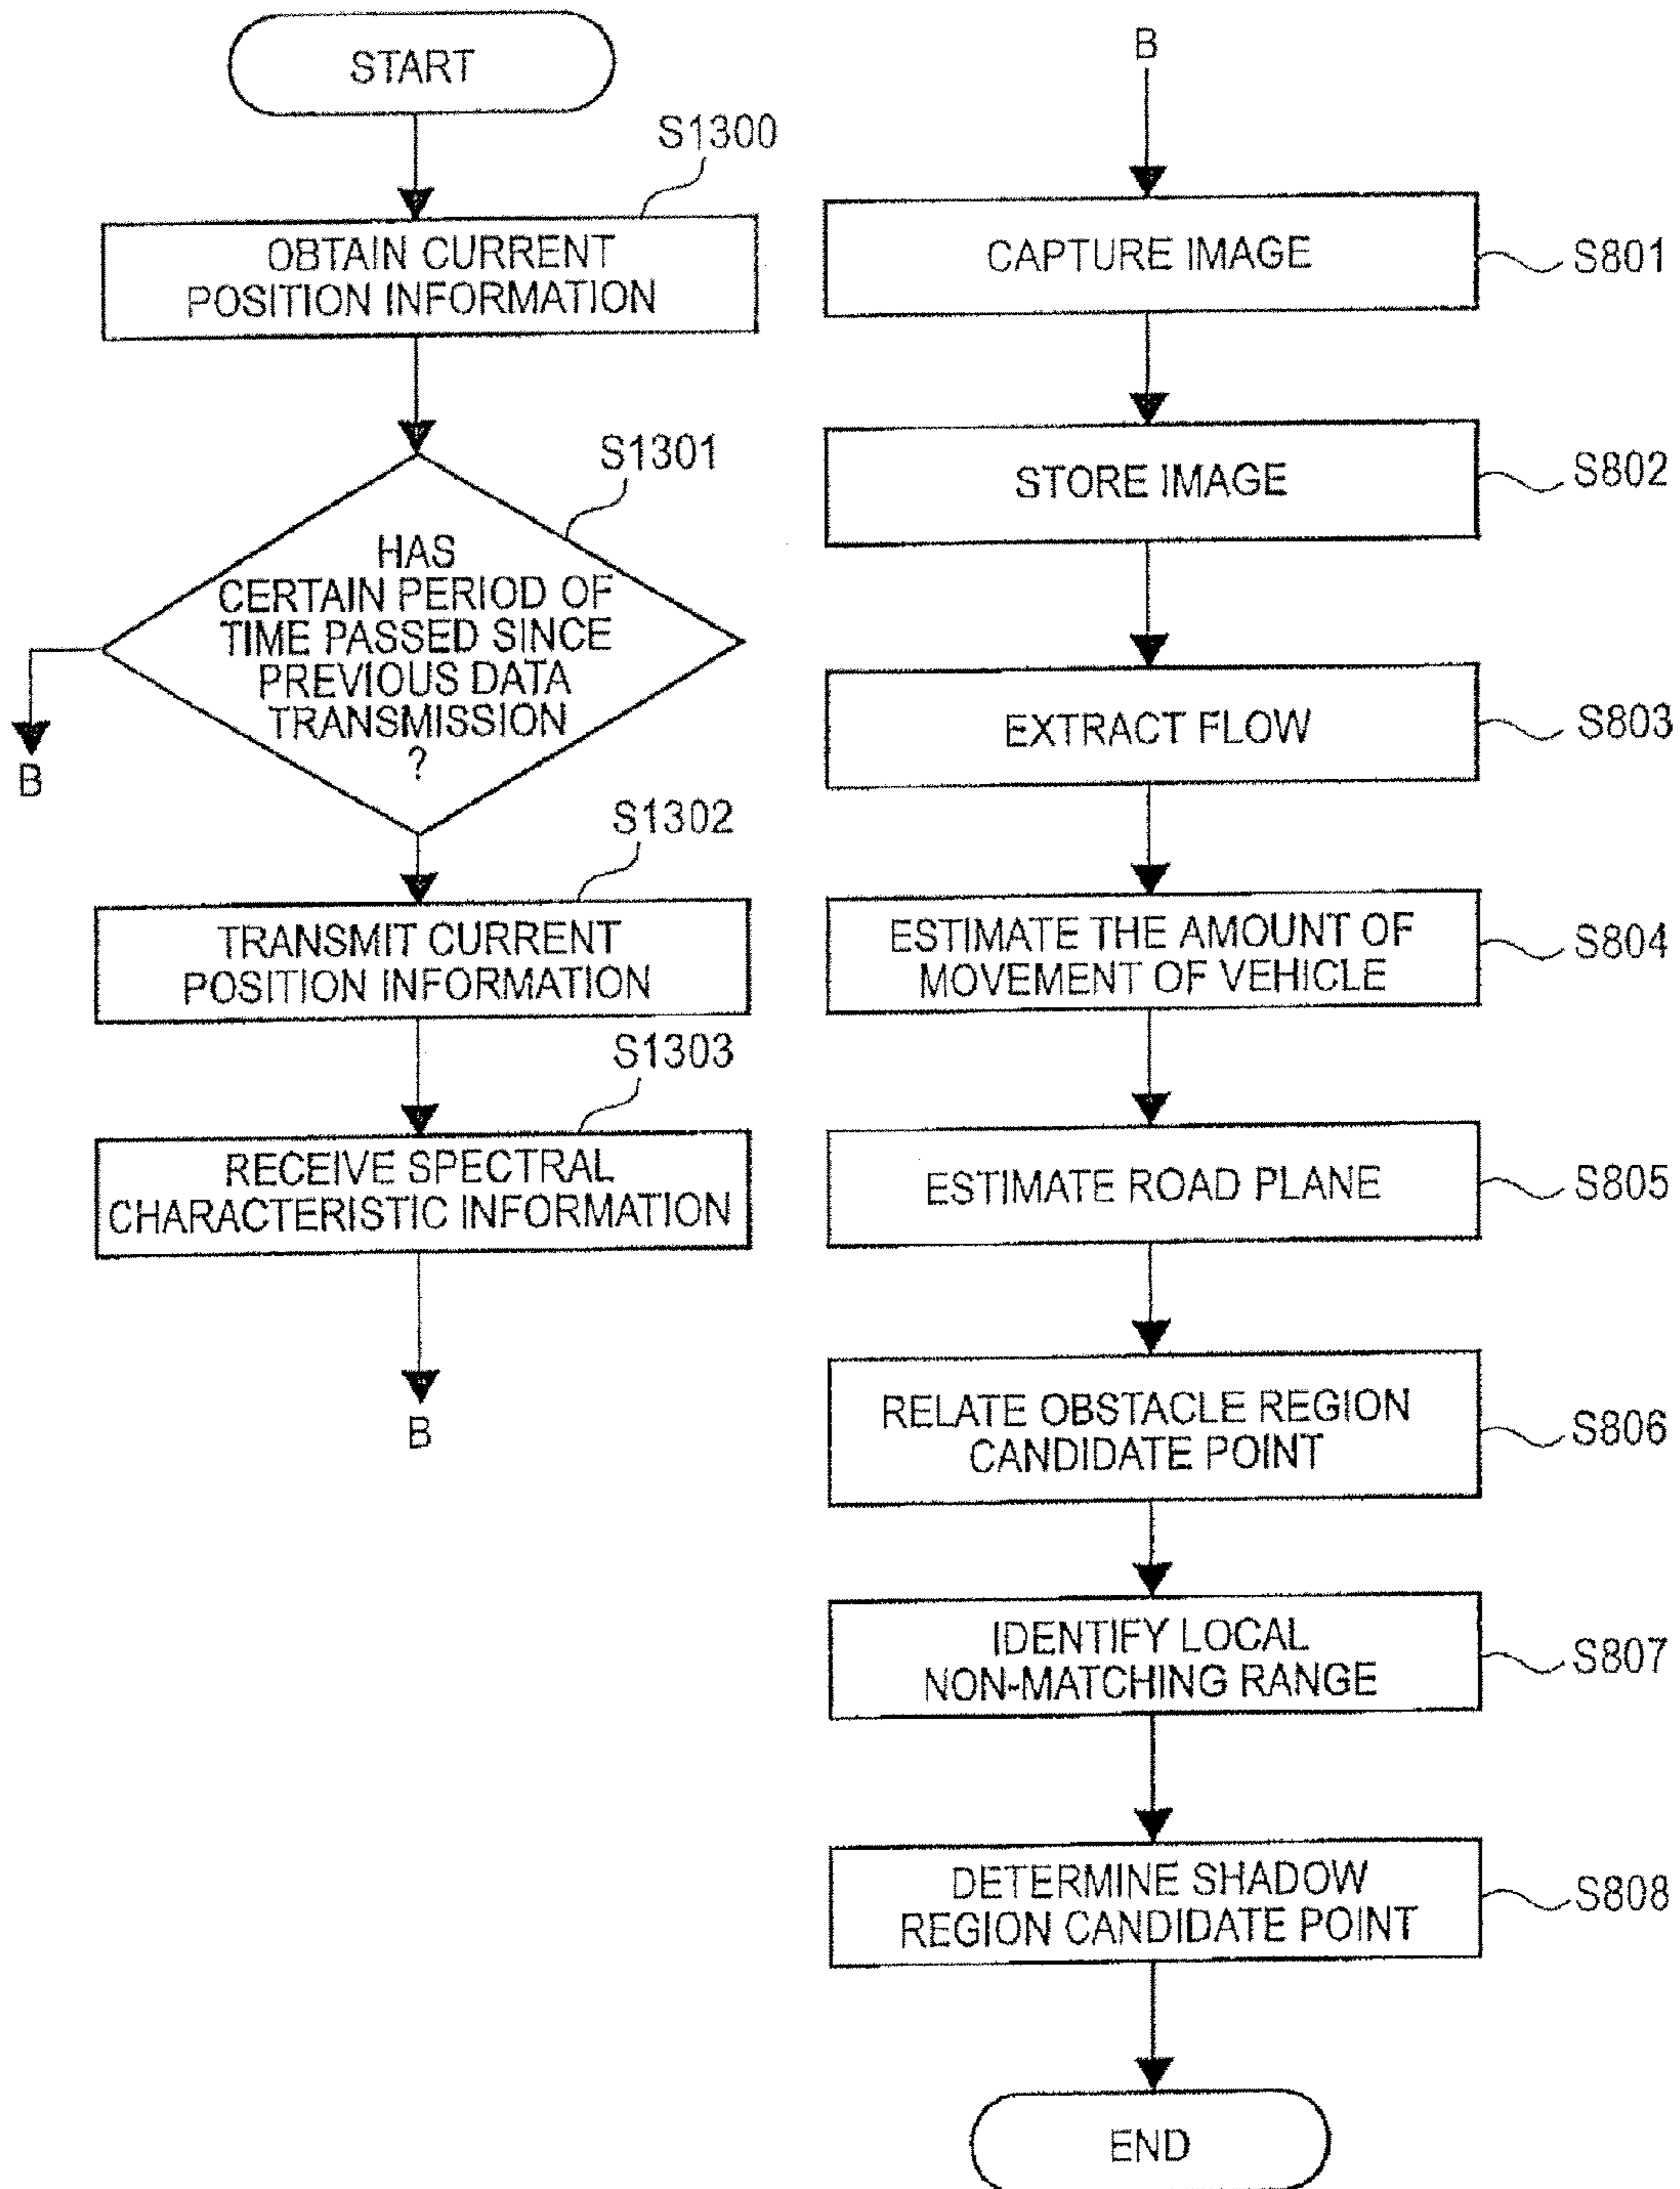 START
S1300
OBTAIN CURRENT
POSITION INFORMATION
S1301
HAS
CERTAIN PERIOD OF
TIME PASSED SINCE
PREVIOUS DATA
TRANSMISSION
?
B
S1302
TRANSMIT CURRENT
POSITION INFORMATION
S1303
RECEIVE SPECTRAL
CHARACTERISTIC INFORMATION
B
B
CAPTURE IMAGE
S801
STORE IMAGE
S802
EXTRACT FLOW
S803
ESTIMATE THE AMOUNT OF
MOVEMENT OF VEHICLE
S804
ESTIMATE ROAD PLANE
S805
RELATE OBSTACLE REGION
CANDIDATE POINT
S806
IDENTIFY LOCAL
NON-MATCHING RANGE
S807
DETERMINE SHADOW
REGION CANDIDATE POINT
S808
END